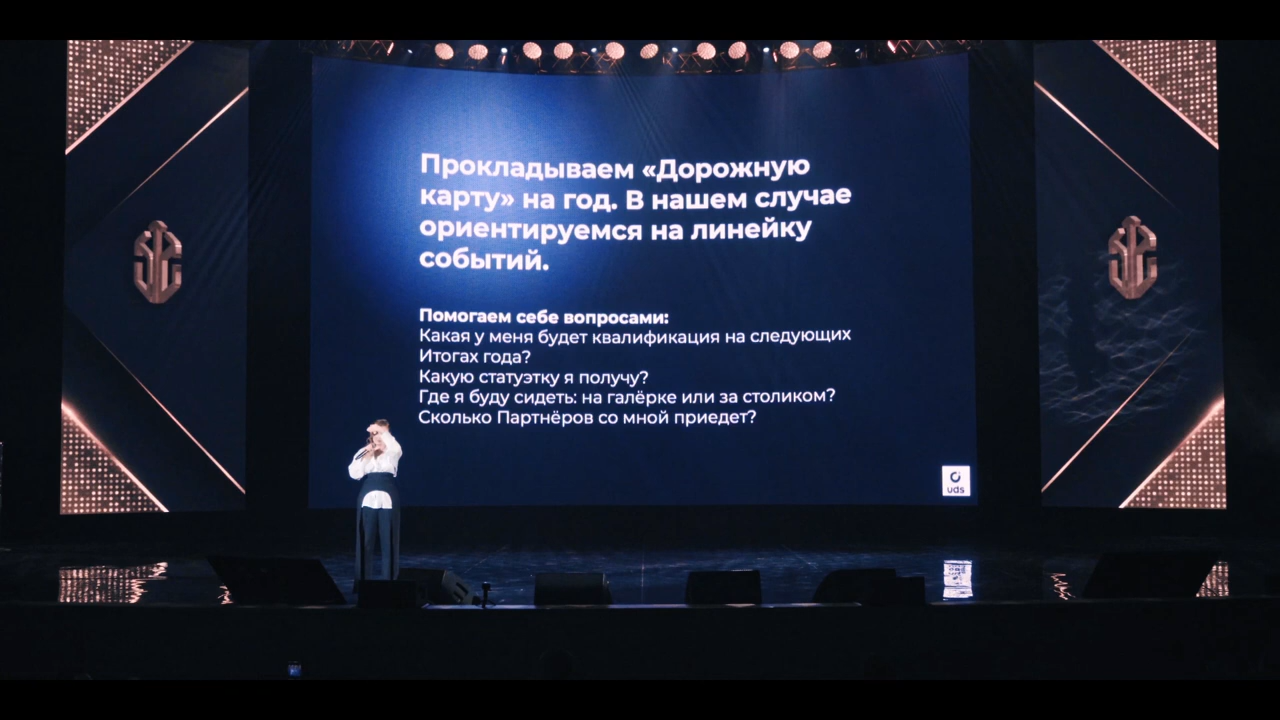 Прокладываем «Дорожную
карту» на год. В нашем случае
ориентируемся на линейку
событий.
Помогаем себе вопросами:
Какая у меня будет квалификация на следующих
Итогах года?
Какую статуэтку я получу?
Где я буду сидеть: на галёрке или за столиком?
Сколько Партнёров со мной приедет?
uds